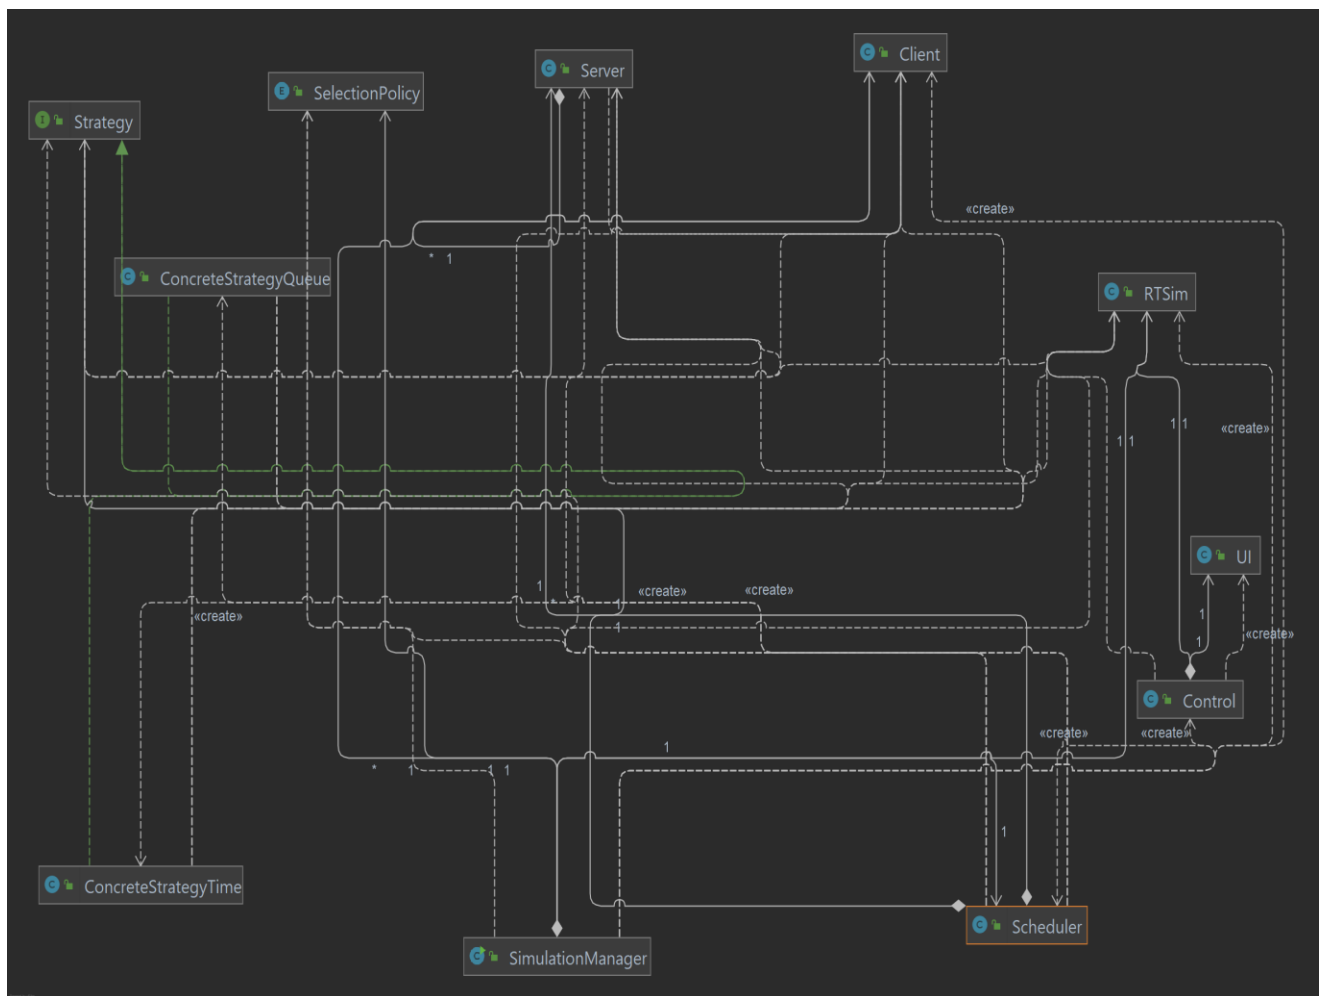 Client
Server
SelectionPolicy
Strategy
«create»
* 1
ConcreteStrategyQueue
RTSim
1 1
«create»
1 1
UI
1
«create»
«create»
* 1
«create»
1
1
«create»
1
Control
«create»
«create»
1
* 1
1 1
1
ConcreteStrategyTime
Scheduler
SimulationManager